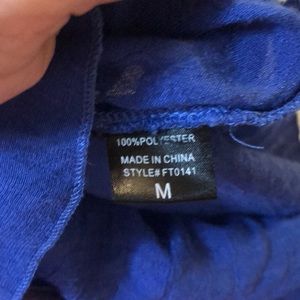 100%POLYESTER
MADE IN CHINA
STYLE# FT0141
M